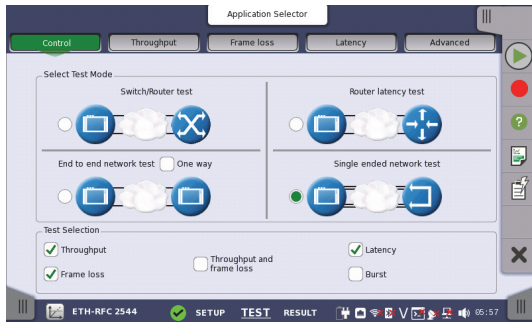 Application Selector
Control Throughput Frame loss Latency Advanced
Select Test Mode
Switch/Router test Router latency test
End to end network test One way Single ended network test
Test Selection
Throughput Throughput and frame loss Latency
Frame loss Burst
ETH-RFC 2544 SETUP TEST RESULT 05:57